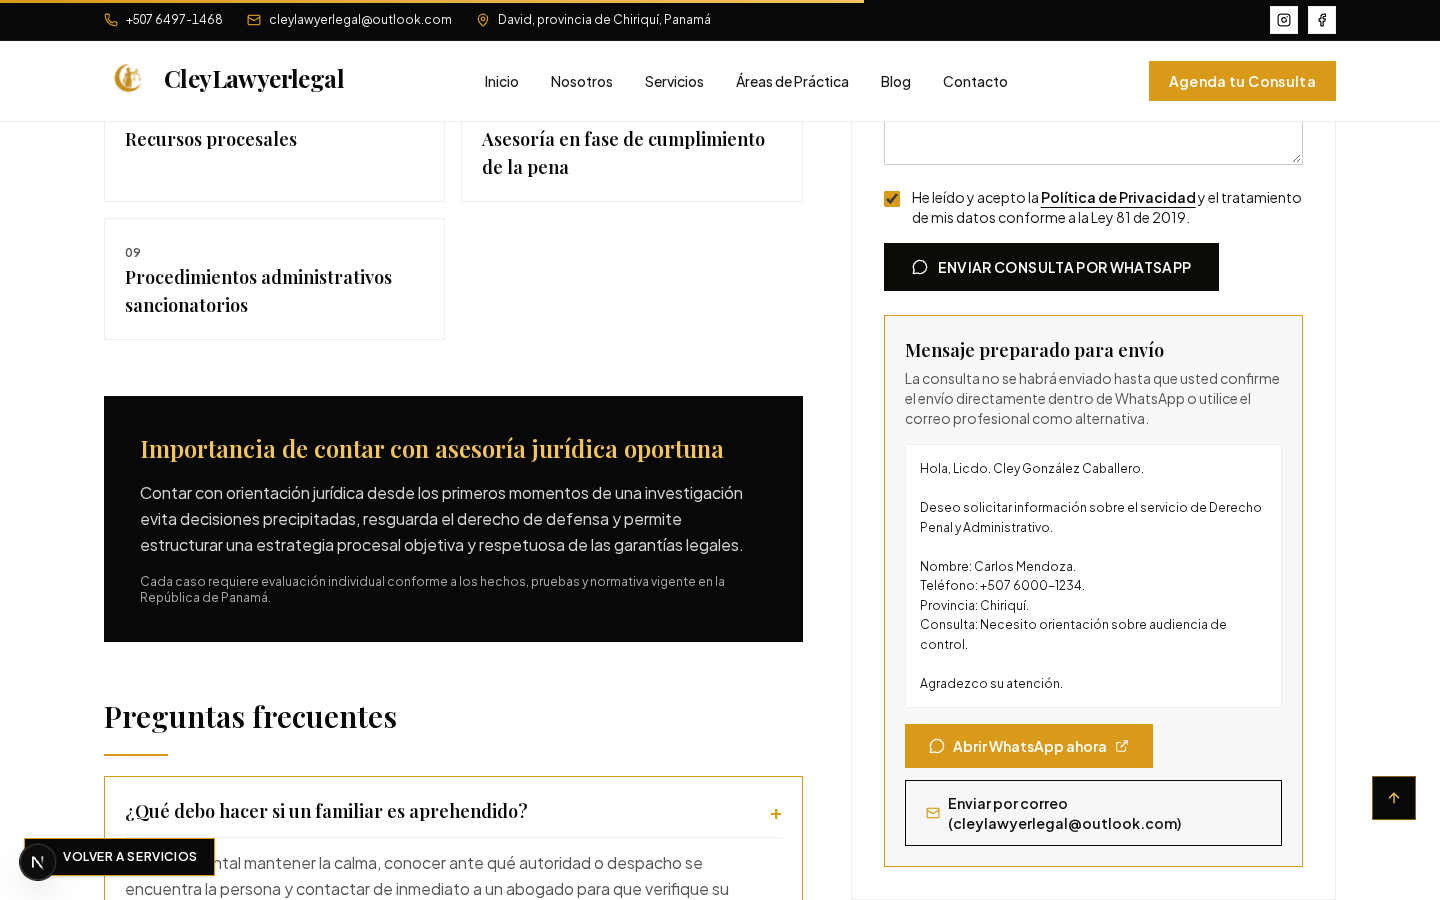 +507 6497-1468
cleylawyerlegal@outlook.com
David, provincia de Chiriquí, Panamá
CleyLawyerlegal
Inicio
Nosotros
Servicios
Áreas de Práctica
Blog
Contacto
Agenda tu Consulta
Recursos procesales
Asesoría en fase de cumplimiento
de la pena
09
Procedimientos administrativos
sancionatorios
Importancia de contar con asesoría jurídica oportuna
Contar con orientación jurídica desde los primeros momentos de una investigación
evita decisiones precipitadas, resguarda el derecho de defensa y permite
estructurar una estrategia procesal objetiva y respetuosa de las garantías legales.
Cada caso requiere evaluación individual conforme a los hechos, pruebas y normativa vigente en la
República de Panamá.
Preguntas frecuentes
¿Qué debo hacer si un familiar es aprehendido?
+
mantener la calma, conocer ante qué autoridad o despacho se
encuentra la persona y contactar de inmediato a un abogado para que verifique su
N
VOLVER A SERVICIOS
He leído y acepto la Política de Privacidad y el tratamiento
de mis datos conforme a la Ley 81 de 2019.
ENVIAR CONSULTA POR WHATSAPP
Mensaje preparado para envío
La consulta no se habrá enviado hasta que usted confirme
el envío directamente dentro de WhatsApp o utilice el
correo profesional como alternativa.
Hola, Licdo. Cley González Caballero.
Deseo solicitar información sobre el servicio de Derecho
Penal y Administrativo.
Nombre: Carlos Mendoza.
Teléfono: +507 6000-1234.
Provincia: Chiriquí.
Consulta: Necesito orientación sobre audiencia de
control.
Agradezco su atención.
Abrir WhatsApp ahora
Enviar por correo
(cleylawyerlegal@outlook.com)